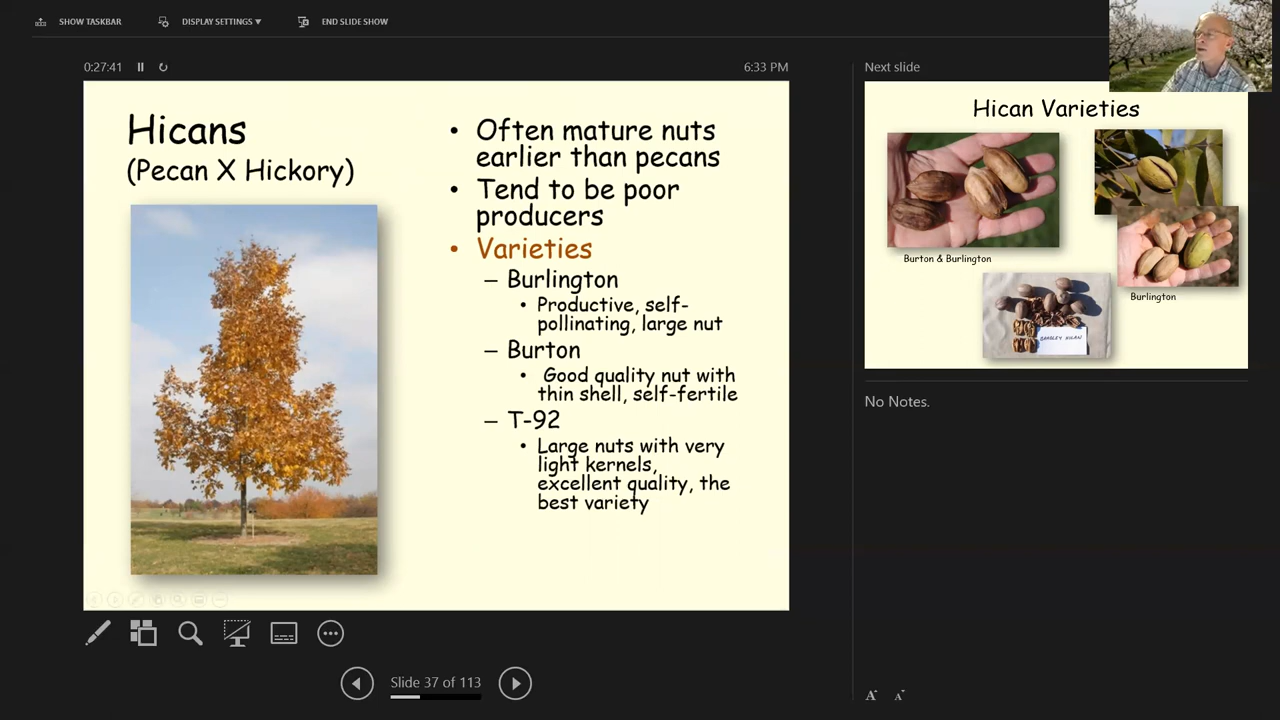 SHOW TASKBAR
DISPLAY SETTINGS ▼
END SLIDE SHOW
0:27:41
6:33 PM
Hicans
(Pecan X Hickory)
• Often mature nuts
earlier than pecans
• Tend to be poor
producers
• Varieties
– Burlington
• Productive, self-
pollinating, large nut
– Burton
• Good quality nut with
thin shell, self-fertile
– T-92
• Large nuts with very
light kernels,
excellent quality, the
best variety
Slide 37 of 113
Next slide
Hican Varieties
Burton & Burlington
Burlington
BRADLEY HICAN
No Notes.
A A